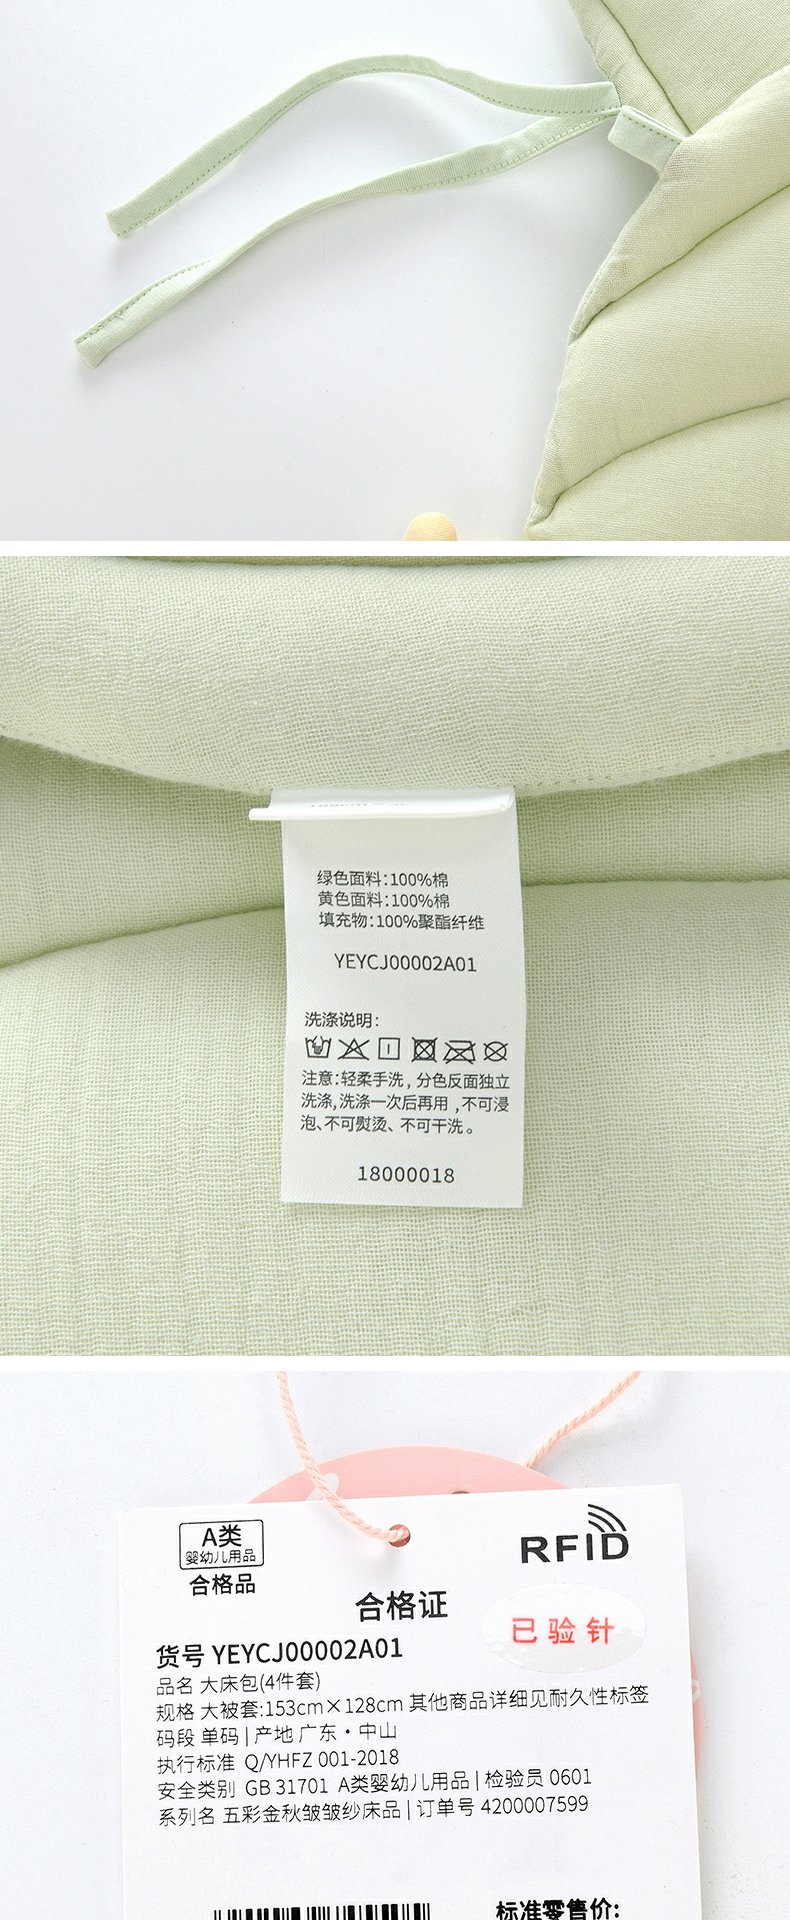 绿色面料:100%棉
黄色面料:100%棉
填充物:100%聚酯纤维
YEYCJ00002A01
洗涤说明:
注意:轻柔手洗,分色反面独立
洗涤,洗涤一次后再用,不可浸
泡、不可熨烫、不可干洗。
18000018
A类
婴幼儿用品
合格品
RFID
合格证
已验针
货号 YEYCJ00002A01
品名 大床包(4件套)
规格 大被套:153cm×128cm 其他商品详细见耐久性标签
码段 单码 | 产地 广东·中山
执行标准 Q/YHFZ 001-2018
安全类别 GB 31701 A类婴幼儿用品 | 检验员 0601
系列名 五彩金秋皱皱纱床品 | 订单号 4200007599
标准零售价: